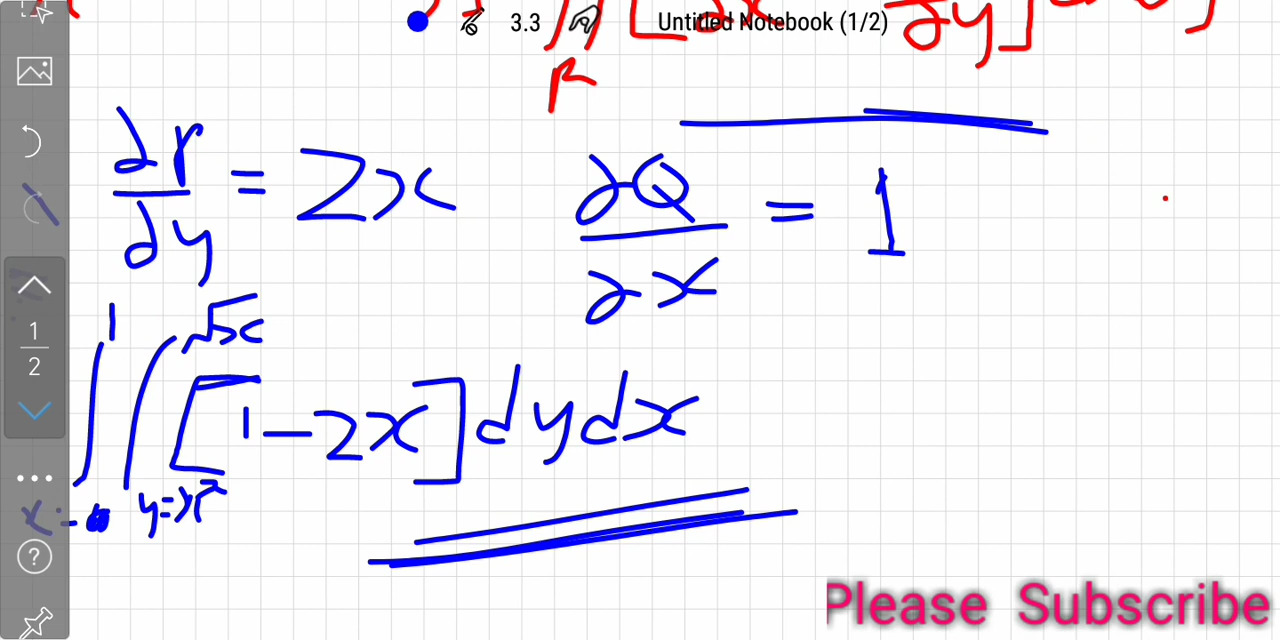 3.3 Untitled Notebook (1/2)
∂y]
R
∂P/∂y = 2x ∂Q/∂x = 1
∫_{x=0}^{1} ∫_{y=x²}^{√x} [1 - 2x] dy dx
1
2
Please Subscribe